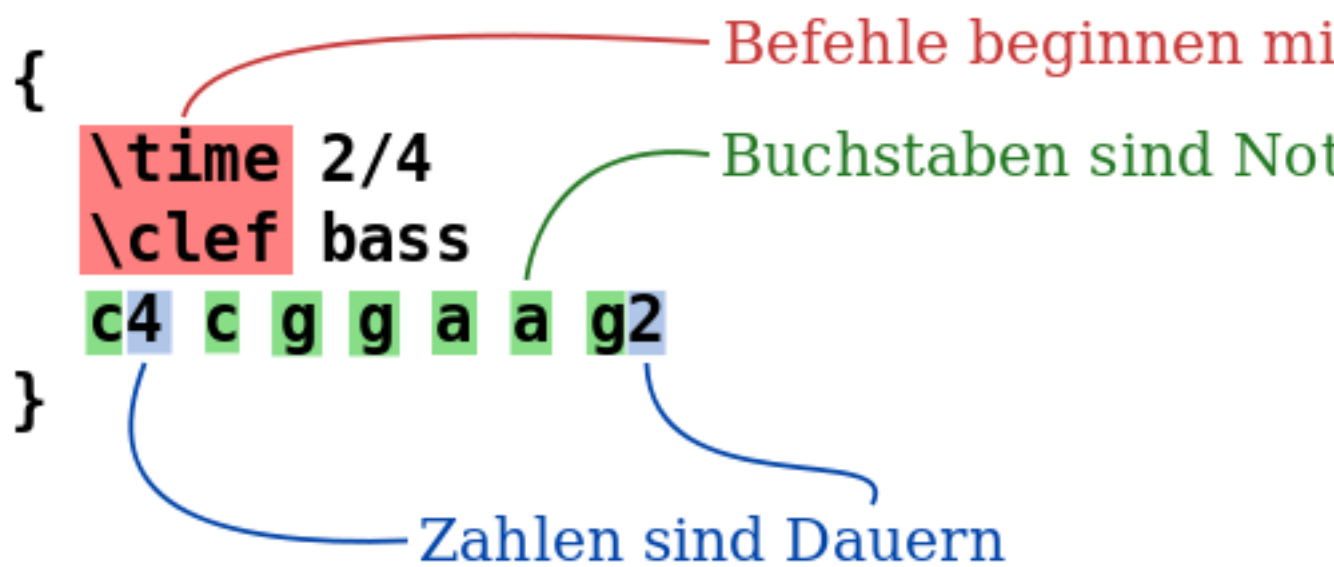 Befehle beginnen mi
{
\time 2/4
Buchstaben sind Not
\clef bass
c4 c g g a a g2
}
Zahlen sind Dauern